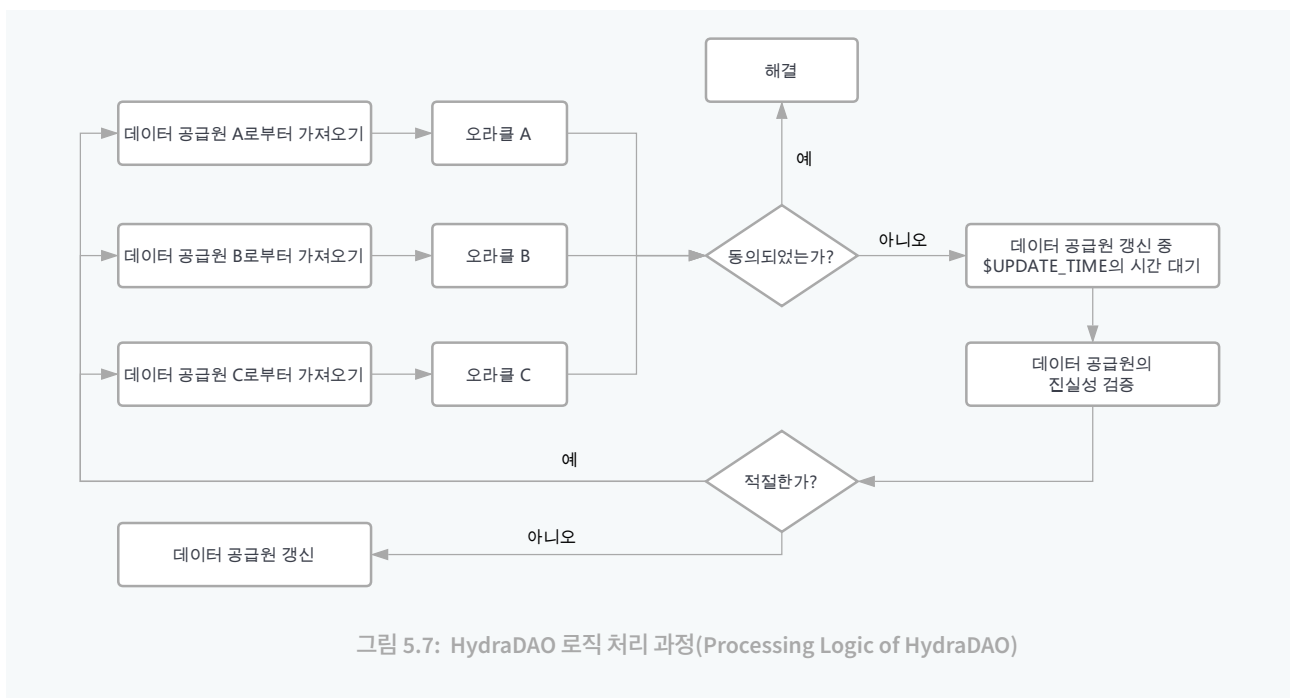 해결
데이터 공급원 A로부터 가져오기
오라클 A
예
데이터 공급원 B로부터 가져오기
오라클 B
동의되었는가?
아니오
데이터 공급원 갱신 중
$UPDATE_TIME의 시간 대기
데이터 공급원 C로부터 가져오기
오라클 C
데이터 공급원의
진실성 검증
예
적절한가?
아니오
데이터 공급원 갱신
그림 5.7: HydraDAO 로직 처리 과정(Processing Logic of HydraDAO)